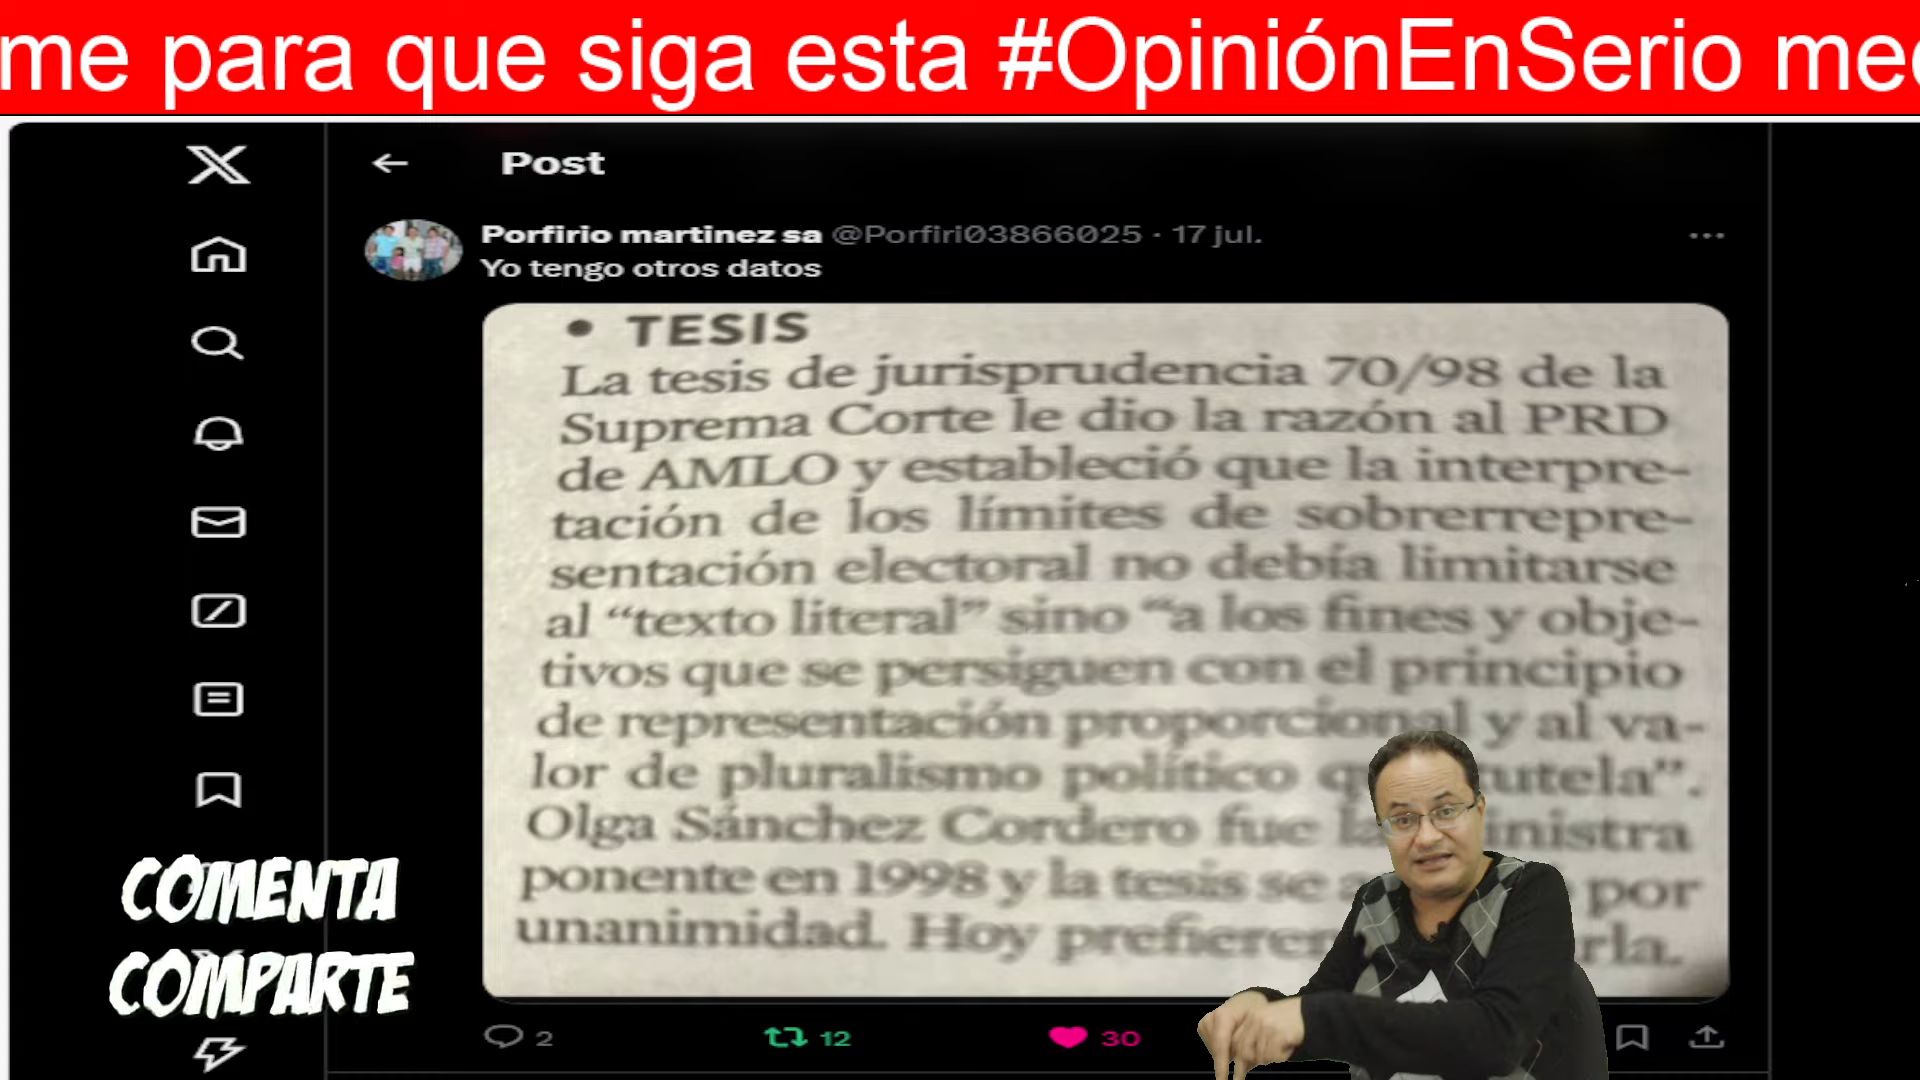 me para que siga esta #OpiniónEnSerio
Post
Porfirio martinez sa @Porfiri03866025 · 17 jul.
Yo tengo otros datos
• TESIS
La tesis de jurisprudencia 70/98 de la
Suprema Corte le dio la razón al PRD
de AMLO y estableció que la interpre-
tación de los límites de sobrerrepre-
sentación electoral no debía limitarse
al “texto literal” sino “a los fines y obje-
tivos que se persiguen con el principio
de representación proporcional y al va-
lor de pluralismo político tutela”.
Olga Sánchez Cordero fue
ponente en 1998 y la tesis se por
unanimidad. Hoy
COMENTA
COMPARTE
2 12 30